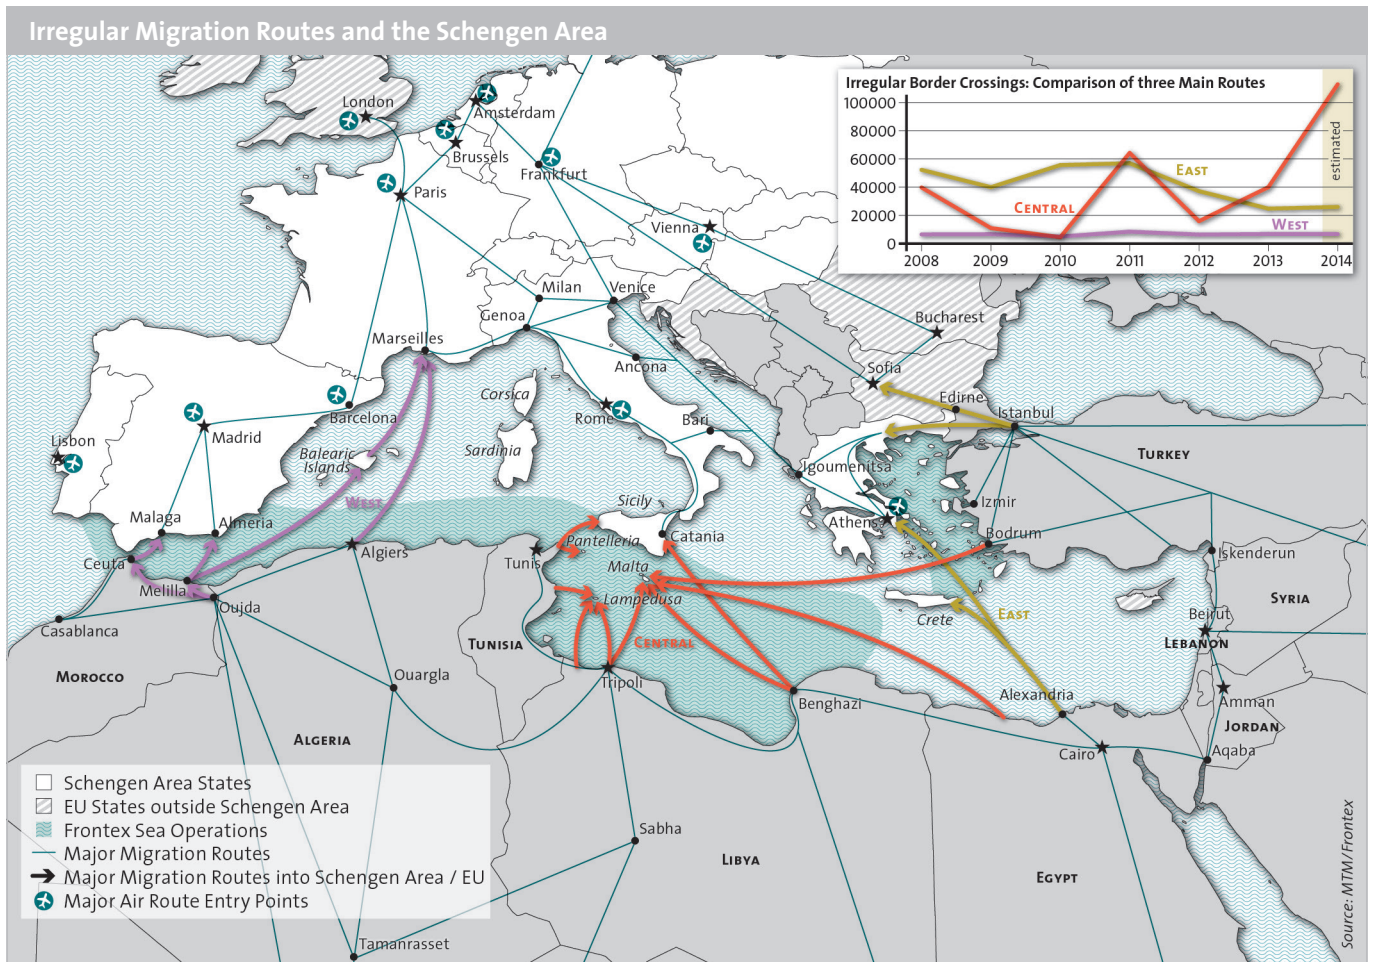 Irregular Migration Routes and the Schengen Area
Irregular Border Crossings: Comparison of three Main Routes
100000
80000
60000
40000
20000
0
East
Central
West
estimated
2008 2009 2010 2011 2012 2013 2014
London
Amsterdam
Brussels
Frankfurt
Paris
Vienna
Milan
Venice
Genoa
Bucharest
Marseilles
Ancona
Sofia
Corsica
Edirne
Istanbul
Barcelona
Rome
Bari
Madrid
Lisbon
Balearic
Islands
Sardinia
Igoumenitsa
Turkey
West
Sicily
Izmir
Malaga
Almeria
Athens
Pantelleria
Catania
Bodrum
Algiers
Tunis
Iskenderun
Ceuta
Malta
Melilla
Lampedusa
Syria
Oujda
Crete
East
Beirut
Casablanca
Tunisia
Central
Lebanon
Morocco
Ouargla
Tripoli
Benghazi
Alexandria
Amman
Jordan
Algeria
Cairo
Aqaba
Sabha
Libya
Egypt
Tamanrasset
Schengen Area States
EU States outside Schengen Area
Frontex Sea Operations
Major Migration Routes
Major Migration Routes into Schengen Area / EU
Major Air Route Entry Points
Source: MTM/Frontex